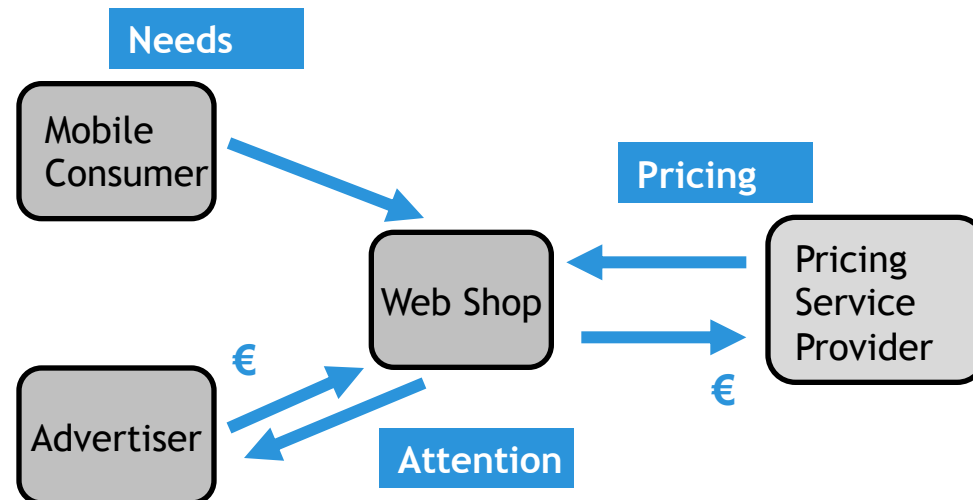 Needs
Mobile
Consumer
Pricing
Pricing
Service
Provider
Web Shop
€
€
Advertiser
Attention